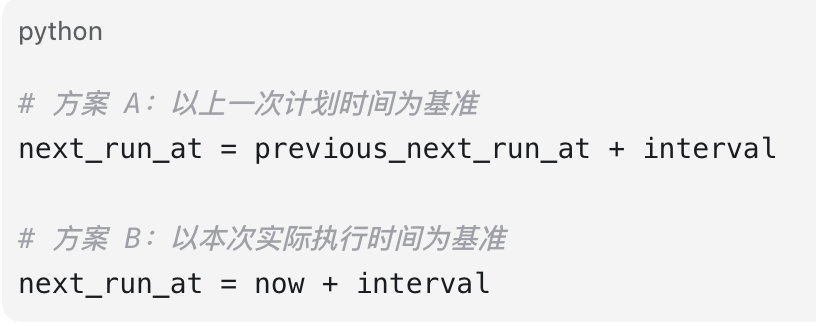 python
# 方案 A：以上一次计划时间为基准
next_run_at = previous_next_run_at + interval
# 方案 B：以本次实际执行时间为基准
next_run_at = now + interval